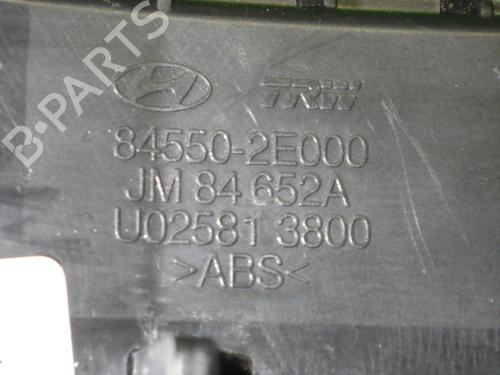 B-PARTS
TRW
84550-2E000
JM 84 652A
U02581 3800
>ABS<